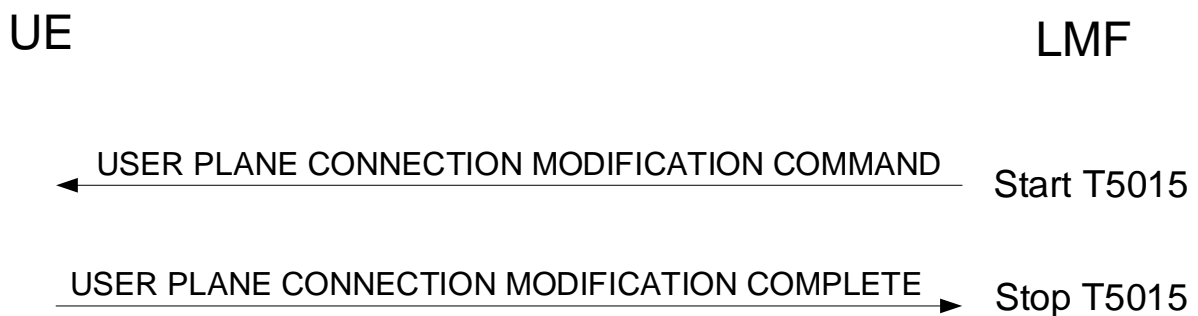 UE
LMF
USER PLANE CONNECTION MODIFICATION COMMAND
Start T5015
USER PLANE CONNECTION MODIFICATION COMPLETE
Stop T5015